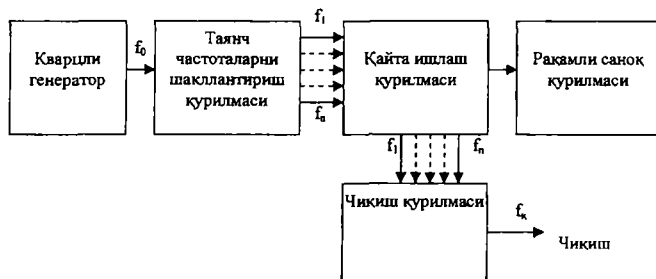 Кварцли
генератор
f₀
Таянч
частоталарни
шакллантириш
қурилмаси
f₁
fₙ
Қайта ишлаш
қурилмаси
Рақамли саноқ
қурилмаси
f₁
fₙ
Чиқиш қурилмаси
fₖ
Чиқиш